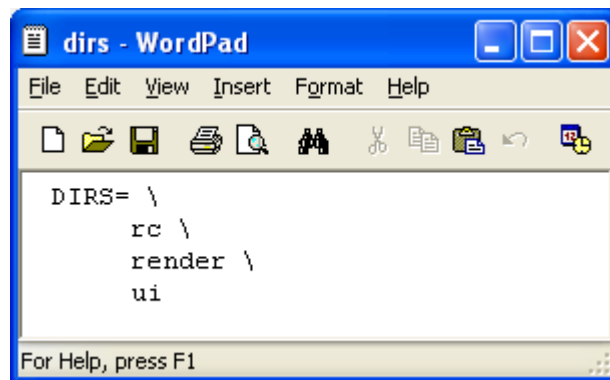 dirs - WordPad
File Edit View Insert Format Help
DIRS= \
rc \
render \
ui
For Help, press F1